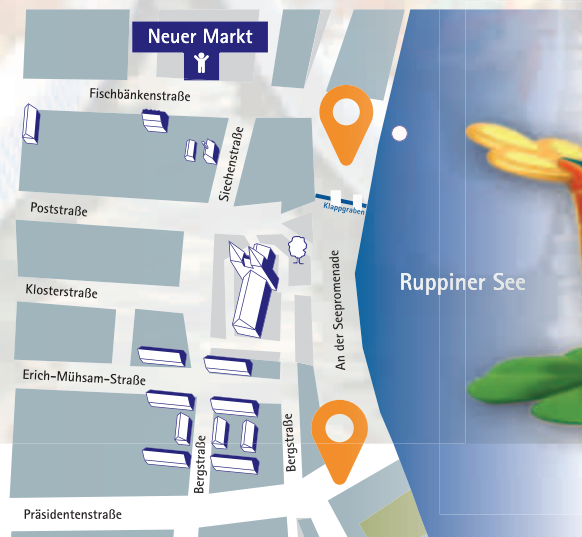 Neuer Markt
Fischbänkenstraße
Siechenstraße
Poststraße
Klappgraben
Klosterstraße
An der Seepromenade
Ruppiner See
Erich-Mühsam-Straße
Bergstraße
Bergstraße
Präsidentenstraße